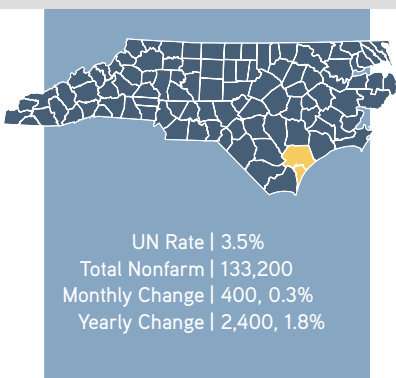 UN Rate | 3.5%
Total Nonfarm | 133,200
Monthly Change | 400, 0.3%
Yearly Change | 2,400, 1.8%